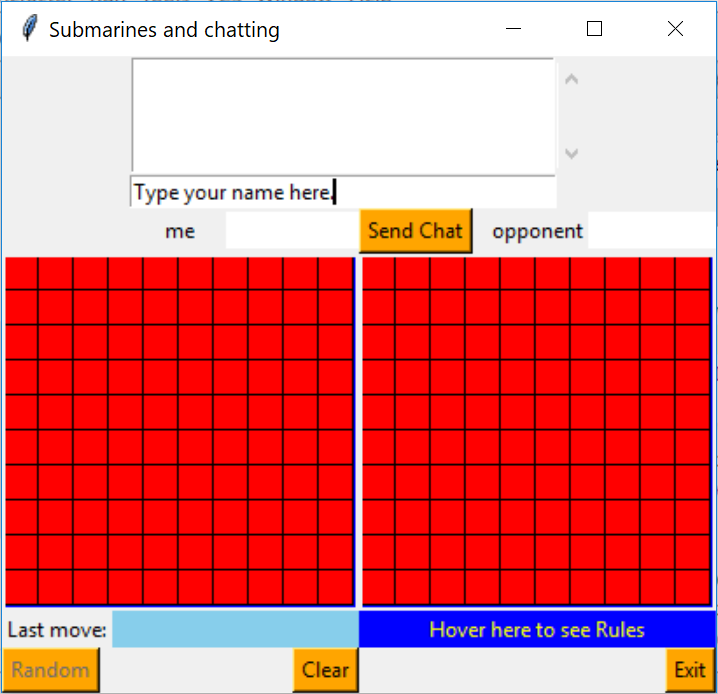 Submarines and chatting
Type your name here.
me
Send Chat
opponent
Last move:
Hover here to see Rules
Random
Clear
Exit